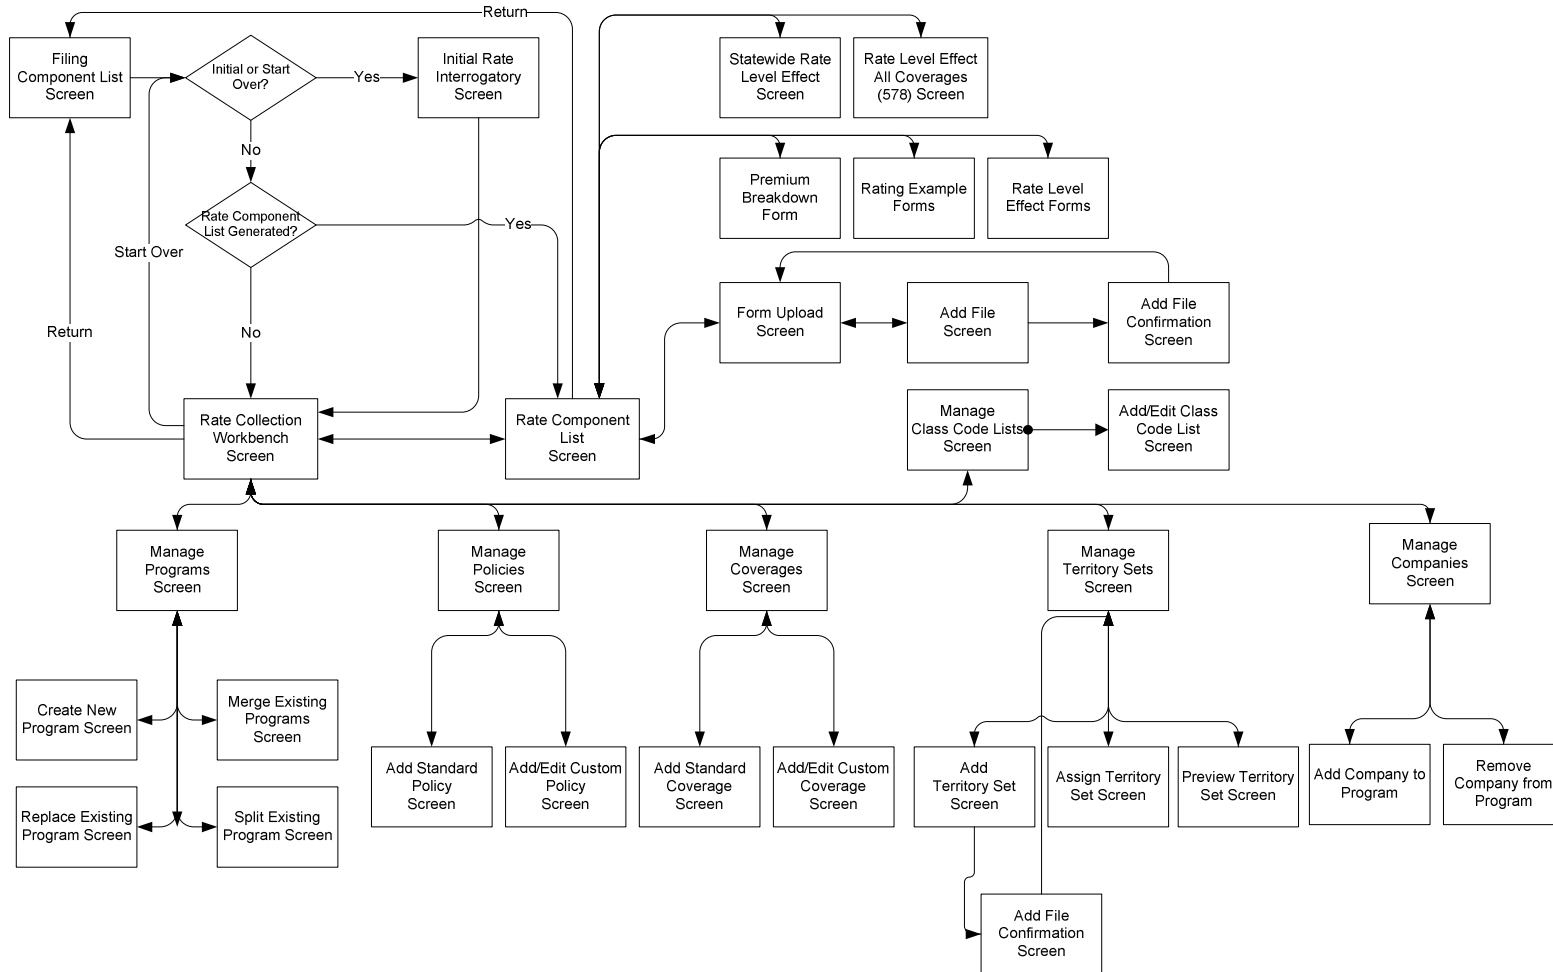 Return
Filing
Component List
Screen
Initial or Start
Over?
Yes
Initial Rate
Interrogatory
Screen
Statewide Rate
Level Effect
Screen
Rate Level Effect
All Coverages
(578) Screen
No
Premium
Breakdown
Form
Rating Example
Forms
Rate Level
Effect Forms
Rate Component
List Generated?
Yes
Start Over
Return
No
Form Upload
Screen
Add File
Screen
Add File
Confirmation
Screen
Rate Collection
Workbench
Screen
Rate Component
List
Screen
Manage
Class Code Lists
Screen
Add/Edit Class
Code List
Screen
Manage
Programs
Screen
Manage
Policies
Screen
Manage
Coverages
Screen
Manage
Territory Sets
Screen
Manage
Companies
Screen
Create New
Program Screen
Merge Existing
Programs
Screen
Replace Existing
Program Screen
Split Existing
Program Screen
Add Standard
Policy
Screen
Add/Edit Custom
Policy
Screen
Add Standard
Coverage
Screen
Add/Edit Custom
Coverage
Screen
Add
Territory Set
Screen
Assign Territory
Set Screen
Preview Territory
Set Screen
Add Company to
Program
Remove
Company from
Program
Add File
Confirmation
Screen